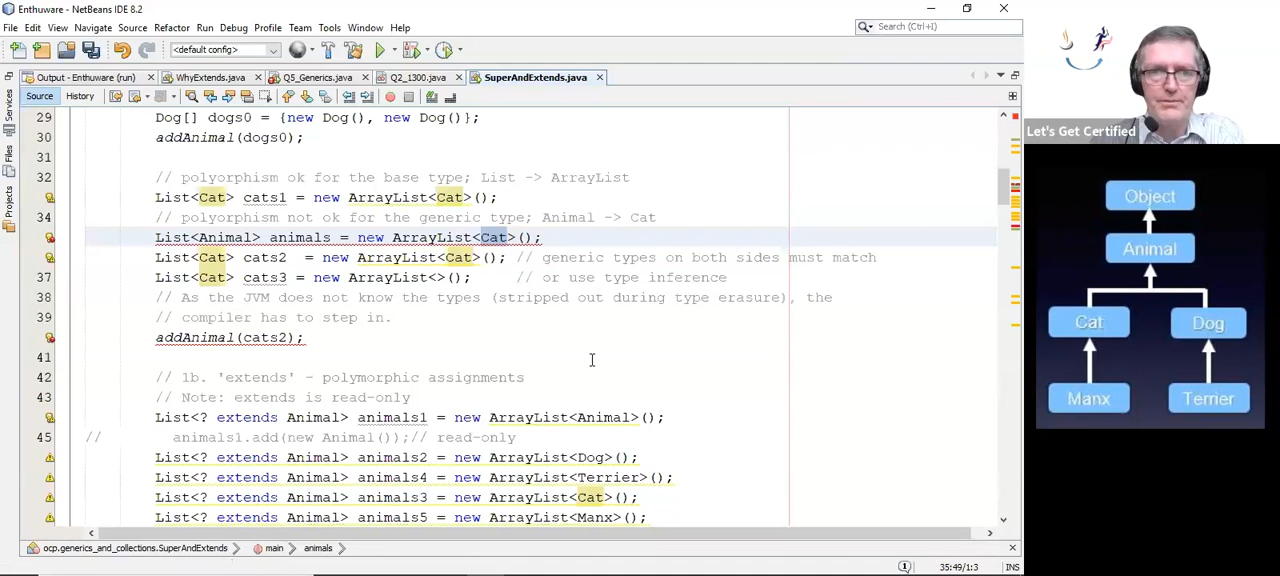 Enthuware - NetBeans IDE 8.2
File Edit View Navigate Source Refactor Run Debug Profile Team Tools Window Help
Search (Ctrl+I)
<default config>
Output - Enthuware (run) WhyExtends.java Q5_Generics.java Q2_1300.java SuperAndExtends.java
Source History
Services
Files
Projects
29 Dog[] dogs0 = {new Dog(), new Dog()};
30 addAnimal(dogs0);
31
32 // polymorphism ok for the base type; List -> ArrayList
List<Cat> cats1 = new ArrayList<Cat>();
34 // polymorphism not ok for the generic type; Animal -> Cat
List<Animal> animals = new ArrayList<Cat>();
List<Cat> cats2  = new ArrayList<Cat>(); // generic types on both sides must match
37 List<Cat> cats3 = new ArrayList<>();     // or use type inference
38 // As the JVM does not know the types (stripped out during type erasure), the
39 // compiler has to step in.
addAnimal(cats2);
41
42 // 1b. 'extends' - polymorphic assignments
43 // Note: extends is read-only
List<? extends Animal> animals1 = new ArrayList<Animal>();
45 //        animals1.add(new Animal());// read-only
List<? extends Animal> animals2 = new ArrayList<Dog>();
List<? extends Animal> animals4 = new ArrayList<Terrier>();
List<? extends Animal> animals3 = new ArrayList<Cat>();
List<? extends Animal> animals5 = new ArrayList<Manx>();
ocp.generics_and_collections.SuperAndExtends main animals
1 35:49/1:3 INS
Let's Get Certified
Object
Animal
Cat Dog
Manx Terrier